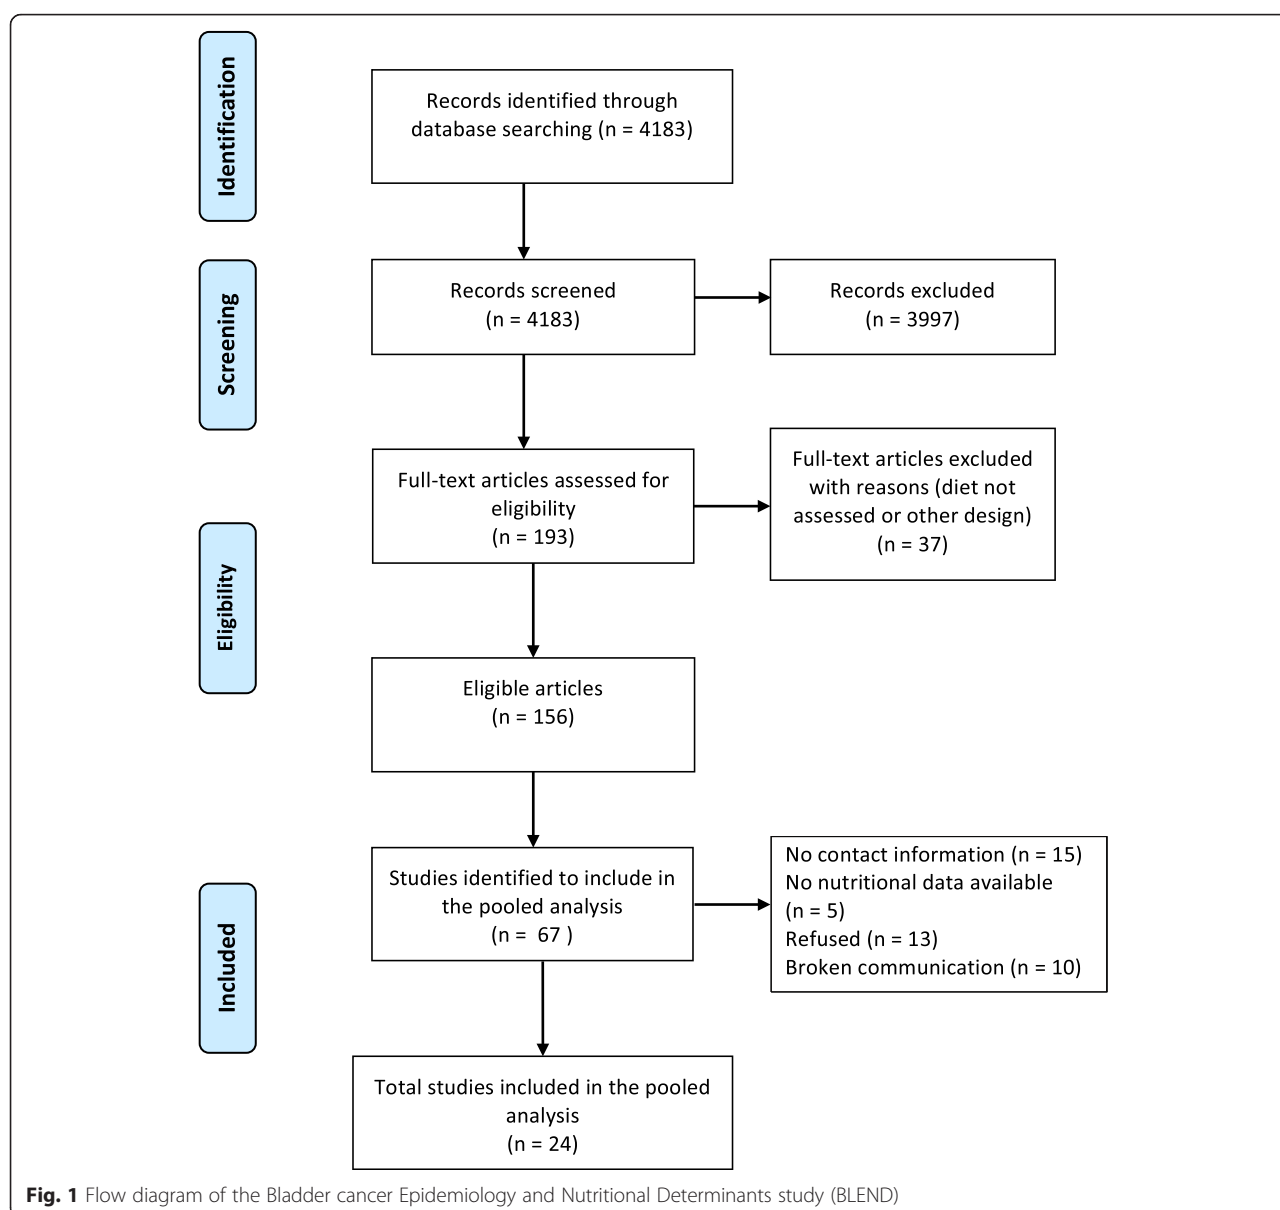 Identification
Records identified through
database searching (n = 4183)
Screening
Records screened
(n = 4183)
Records excluded
(n = 3997)
Eligibility
Full-text articles assessed for
eligibility
(n = 193)
Full-text articles excluded
with reasons (diet not
assessed or other design)
(n = 37)
Eligible articles
(n = 156)
Included
Studies identified to include in
the pooled analysis
(n =  67 )
No contact information (n = 15)
No nutritional data available
(n = 5)
Refused (n = 13)
Broken communication (n = 10)
Total studies included in the pooled
analysis
(n = 24)
Fig. 1 Flow diagram of the Bladder cancer Epidemiology and Nutritional Determinants study (BLEND)